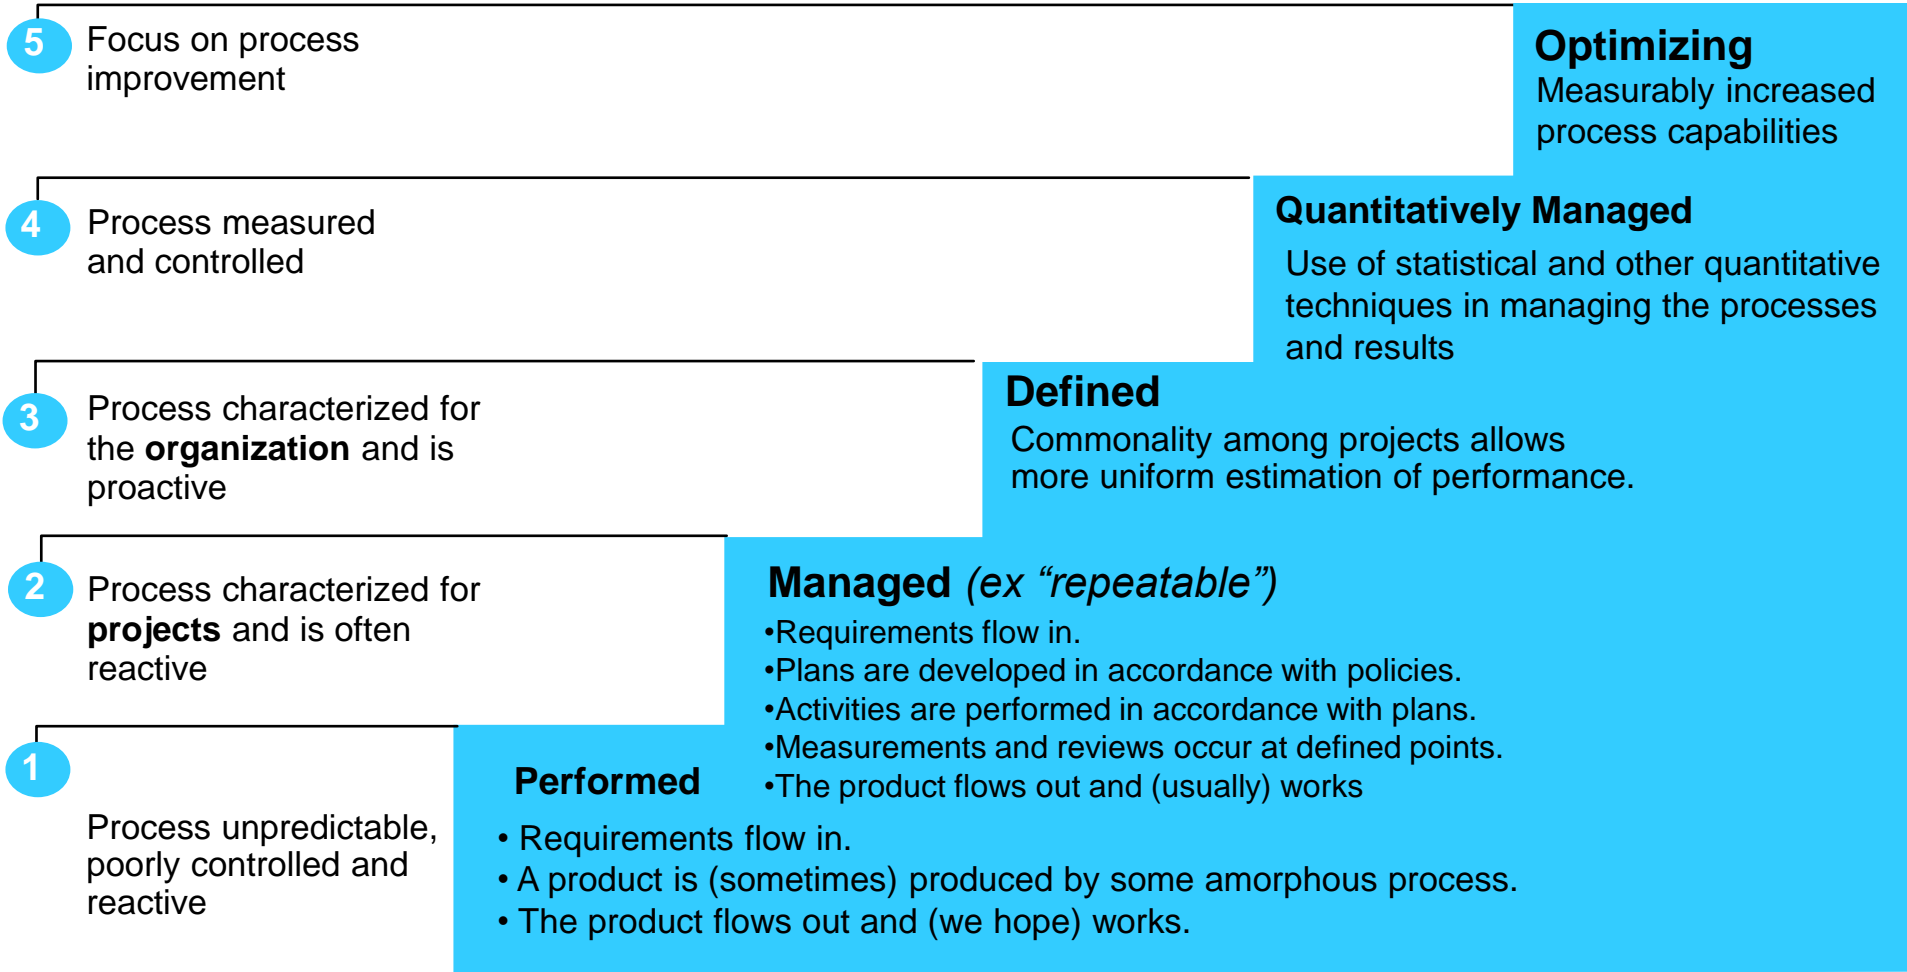 5
Focus on process
improvement
Optimizing
Measurably increased
process capabilities
4
Process measured
and controlled
Quantitatively Managed
Use of statistical and other quantitative
techniques in managing the processes
and results
3
Process characterized for
the organization and is
proactive
Defined
Commonality among projects allows
more uniform estimation of performance.
2
Process characterized for
projects and is often
reactive
Managed (ex “repeatable”)
•Requirements flow in.
•Plans are developed in accordance with policies.
•Activities are performed in accordance with plans.
•Measurements and reviews occur at defined points.
•The product flows out and (usually) works
1
Process unpredictable,
poorly controlled and
reactive
Performed
• Requirements flow in.
• A product is (sometimes) produced by some amorphous process.
• The product flows out and (we hope) works.